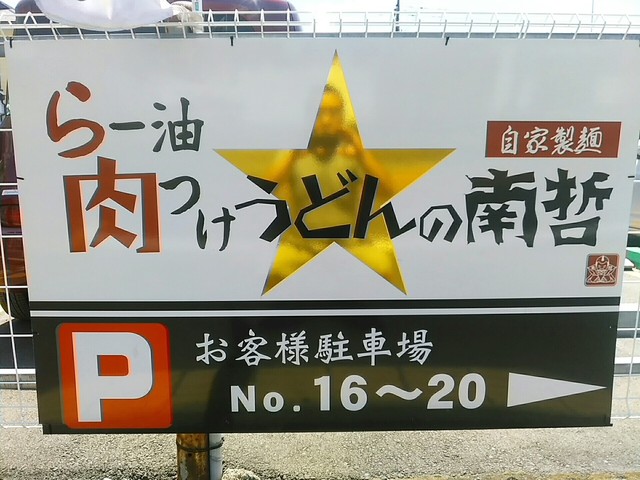 らー油
自家製麺
肉つけうどんの南哲
P
お客様駐車場
No.16～20